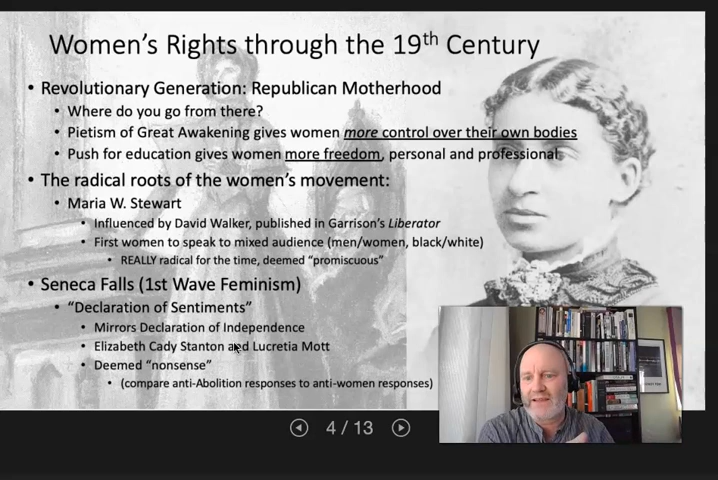 Women's Rights through the 19th Century
• Revolutionary Generation: Republican Motherhood
• Where do you go from there?
• Pietism of Great Awakening gives women more control over their own bodies
• Push for education gives women more freedom, personal and professional
• The radical roots of the women's movement:
• Maria W. Stewart
• Influenced by David Walker, published in Garrison's Liberator
• First women to speak to mixed audience (men/women, black/white)
• REALLY radical for the time, deemed "promiscuous"
• Seneca Falls (1st Wave Feminism)
• "Declaration of Sentiments"
• Mirrors Declaration of Independence
• Elizabeth Cady Stanton and Lucretia Mott
• Deemed "nonsense"
• (compare anti-Abolition responses to anti-women responses)
4 / 13